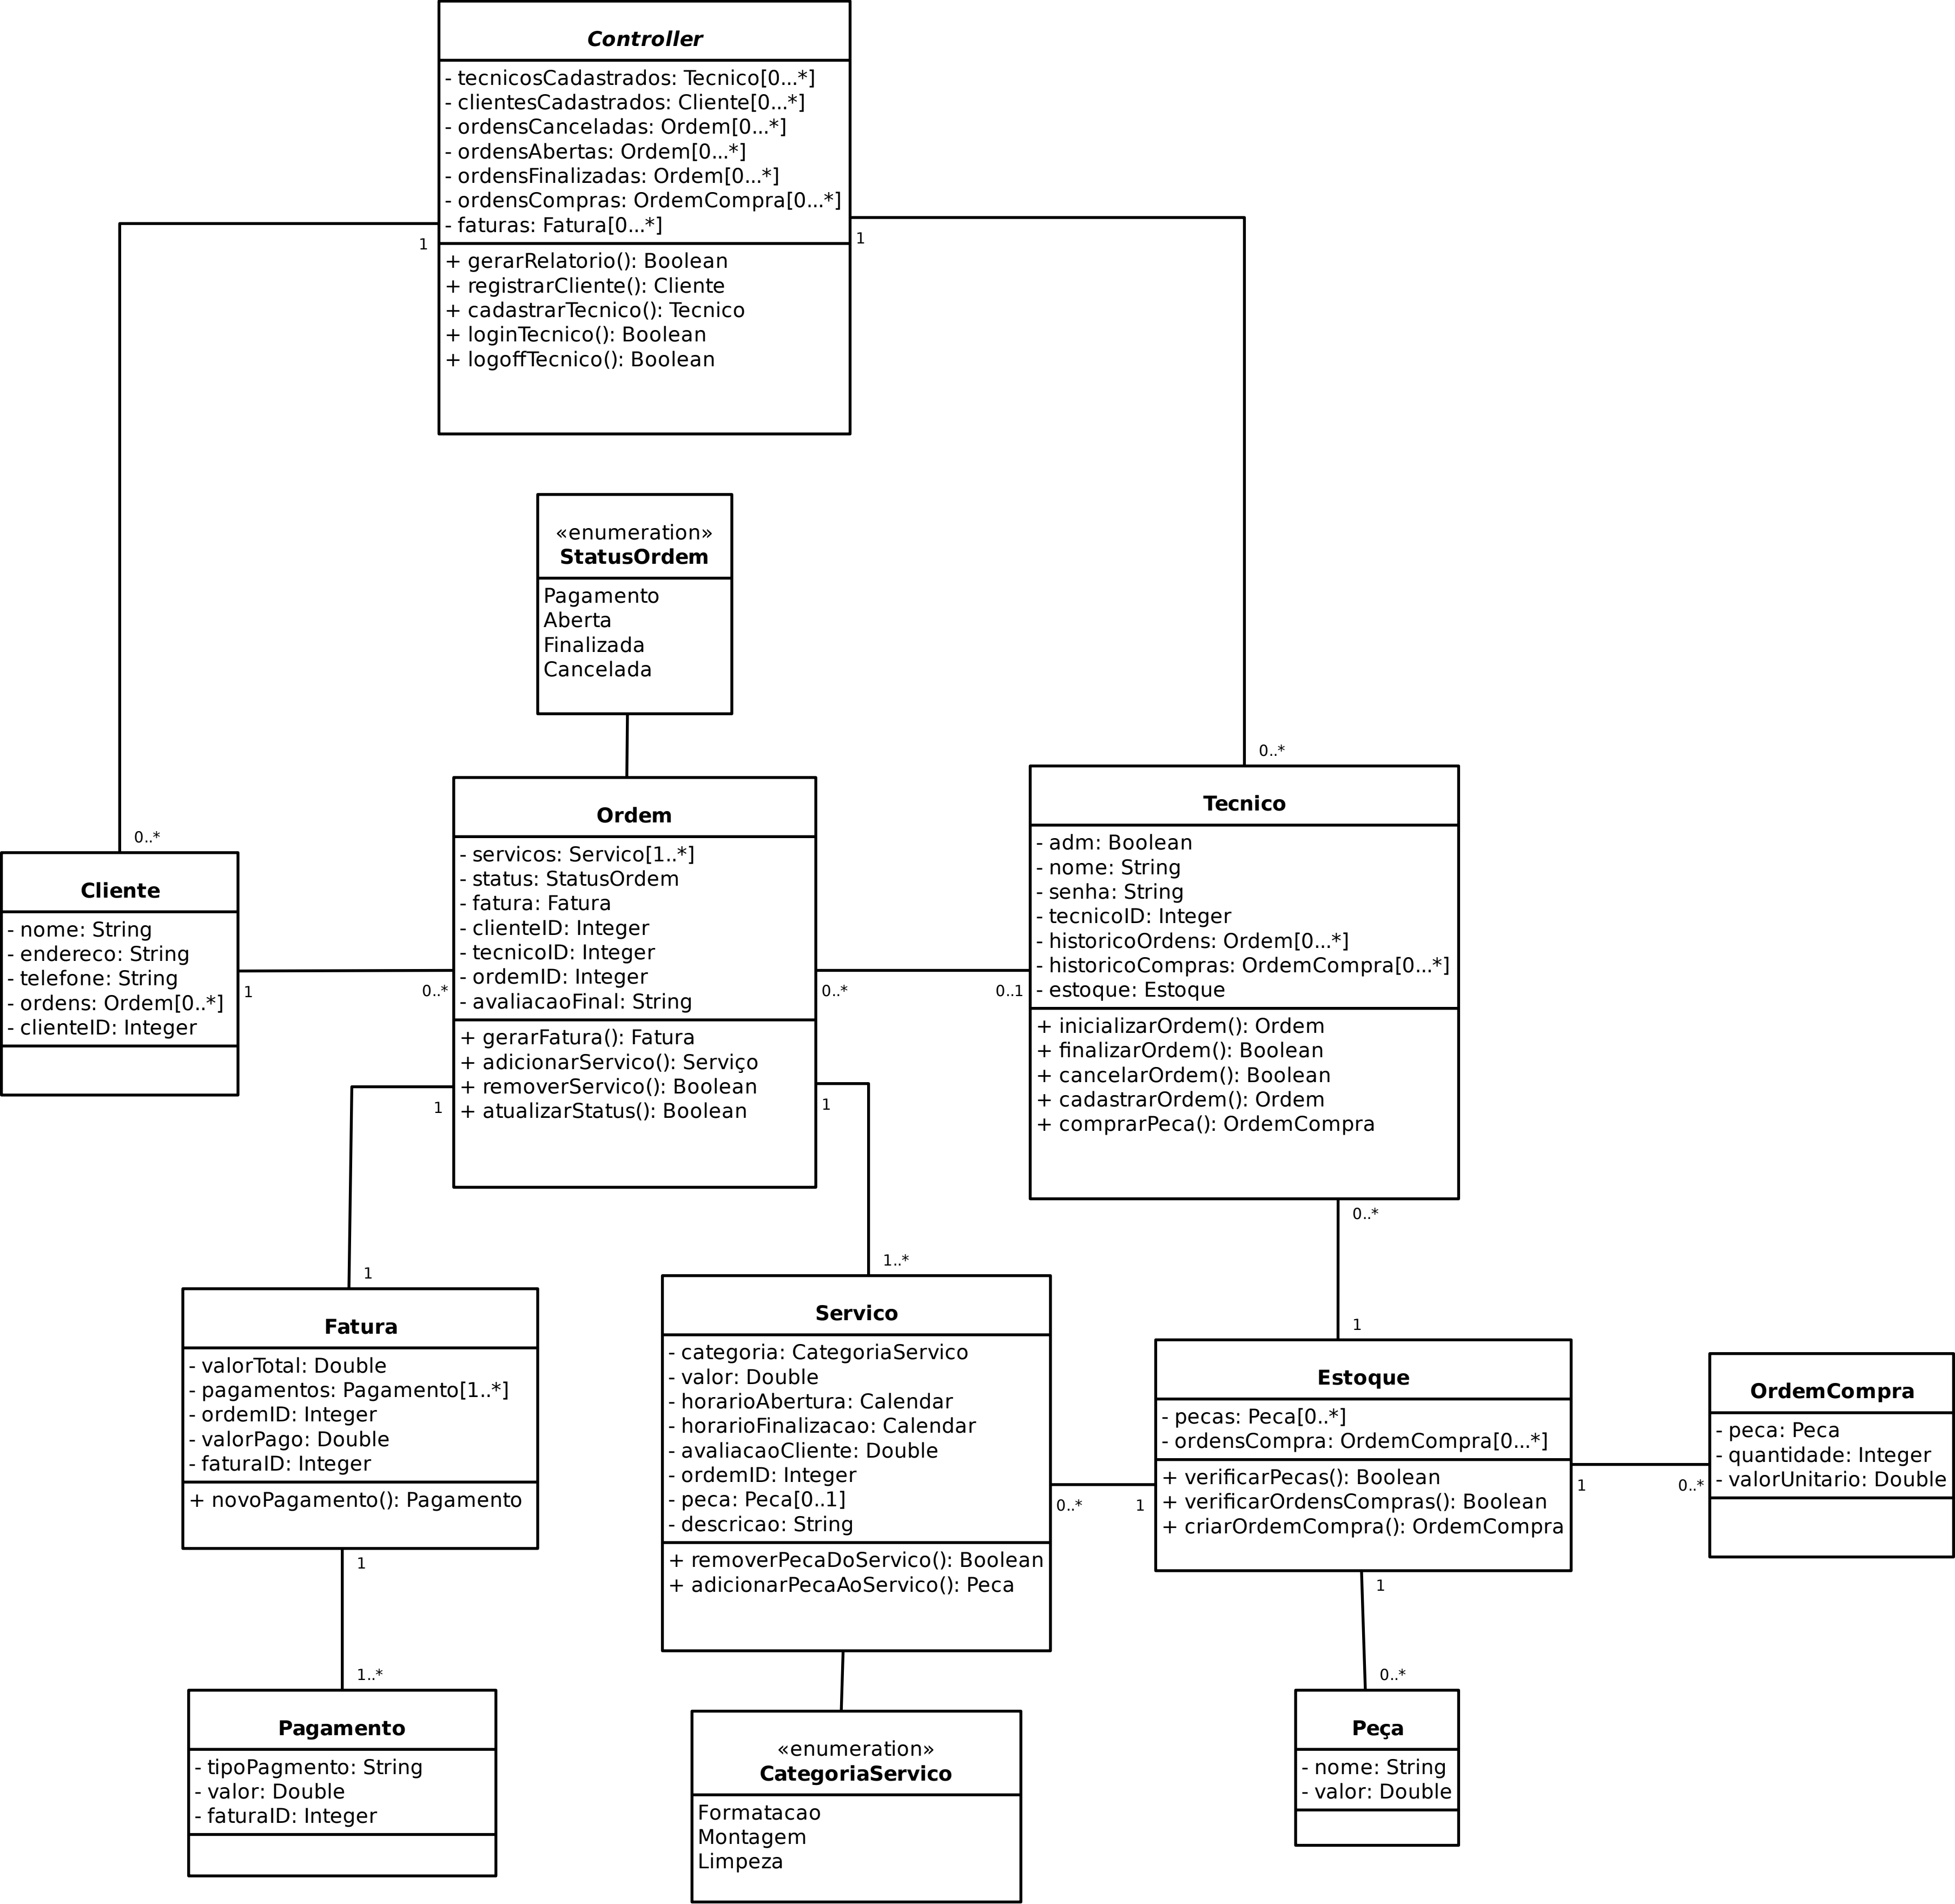 Controller
- tecnicosCadastrados: Tecnico[0...*]
- clientesCadastrados: Cliente[0...*]
- ordensCanceladas: Ordem[0...*]
- ordensAbertas: Ordem[0...*]
- ordensFinalizadas: Ordem[0...*]
- ordensCompras: OrdemCompra[0...*]
- faturas: Fatura[0...*]
1
1
+ gerarRelatorio(): Boolean
+ registrarCliente(): Cliente
+ cadastrarTecnico(): Tecnico
+ loginTecnico(): Boolean
+ logoffTecnico(): Boolean
«enumeration»
StatusOrdem
Pagamento
Aberta
Finalizada
Cancelada
0..*
0..*
Cliente
- nome: String
- endereco: String
- telefone: String
- ordens: Ordem[0..*]
- clienteID: Integer
1
0..*
Ordem
- servicos: Servico[1..*]
- status: StatusOrdem
- fatura: Fatura
- clienteID: Integer
- tecnicoID: Integer
- ordemID: Integer
- avaliacaoFinal: String
+ gerarFatura(): Fatura
+ adicionarServico(): Serviço
+ removerServico(): Boolean
+ atualizarStatus(): Boolean
0..*
0..1
Tecnico
- adm: Boolean
- nome: String
- senha: String
- tecnicoID: Integer
- historicoOrdens: Ordem[0...*]
- historicoCompras: OrdemCompra[0...*]
- estoque: Estoque
+ inicializarOrdem(): Ordem
+ finalizarOrdem(): Boolean
+ cancelarOrdem(): Boolean
+ cadastrarOrdem(): Ordem
+ comprarPeca(): OrdemCompra
1
1
0..*
1
1..*
1
Fatura
- valorTotal: Double
- pagamentos: Pagamento[1..*]
- ordemID: Integer
- valorPago: Double
- faturaID: Integer
+ novoPagamento(): Pagamento
Servico
- categoria: CategoriaServico
- valor: Double
- horarioAbertura: Calendar
- horarioFinalizacao: Calendar
- avaliacaoCliente: Double
- ordemID: Integer
- peca: Peca[0..1]
- descricao: String
+ removerPecaDoServico(): Boolean
+ adicionarPecaAoServico(): Peca
0..*
1
Estoque
- pecas: Peca[0..*]
- ordensCompra: OrdemCompra[0...*]
+ verificarPecas(): Boolean
+ verificarOrdensCompras(): Boolean
+ criarOrdemCompra(): OrdemCompra
1
0..*
OrdemCompra
- peca: Peca
- quantidade: Integer
- valorUnitario: Double
1
1
1..*
0..*
Pagamento
- tipoPagmento: String
- valor: Double
- faturaID: Integer
«enumeration»
CategoriaServico
Formatacao
Montagem
Limpeza
Peça
- nome: String
- valor: Double